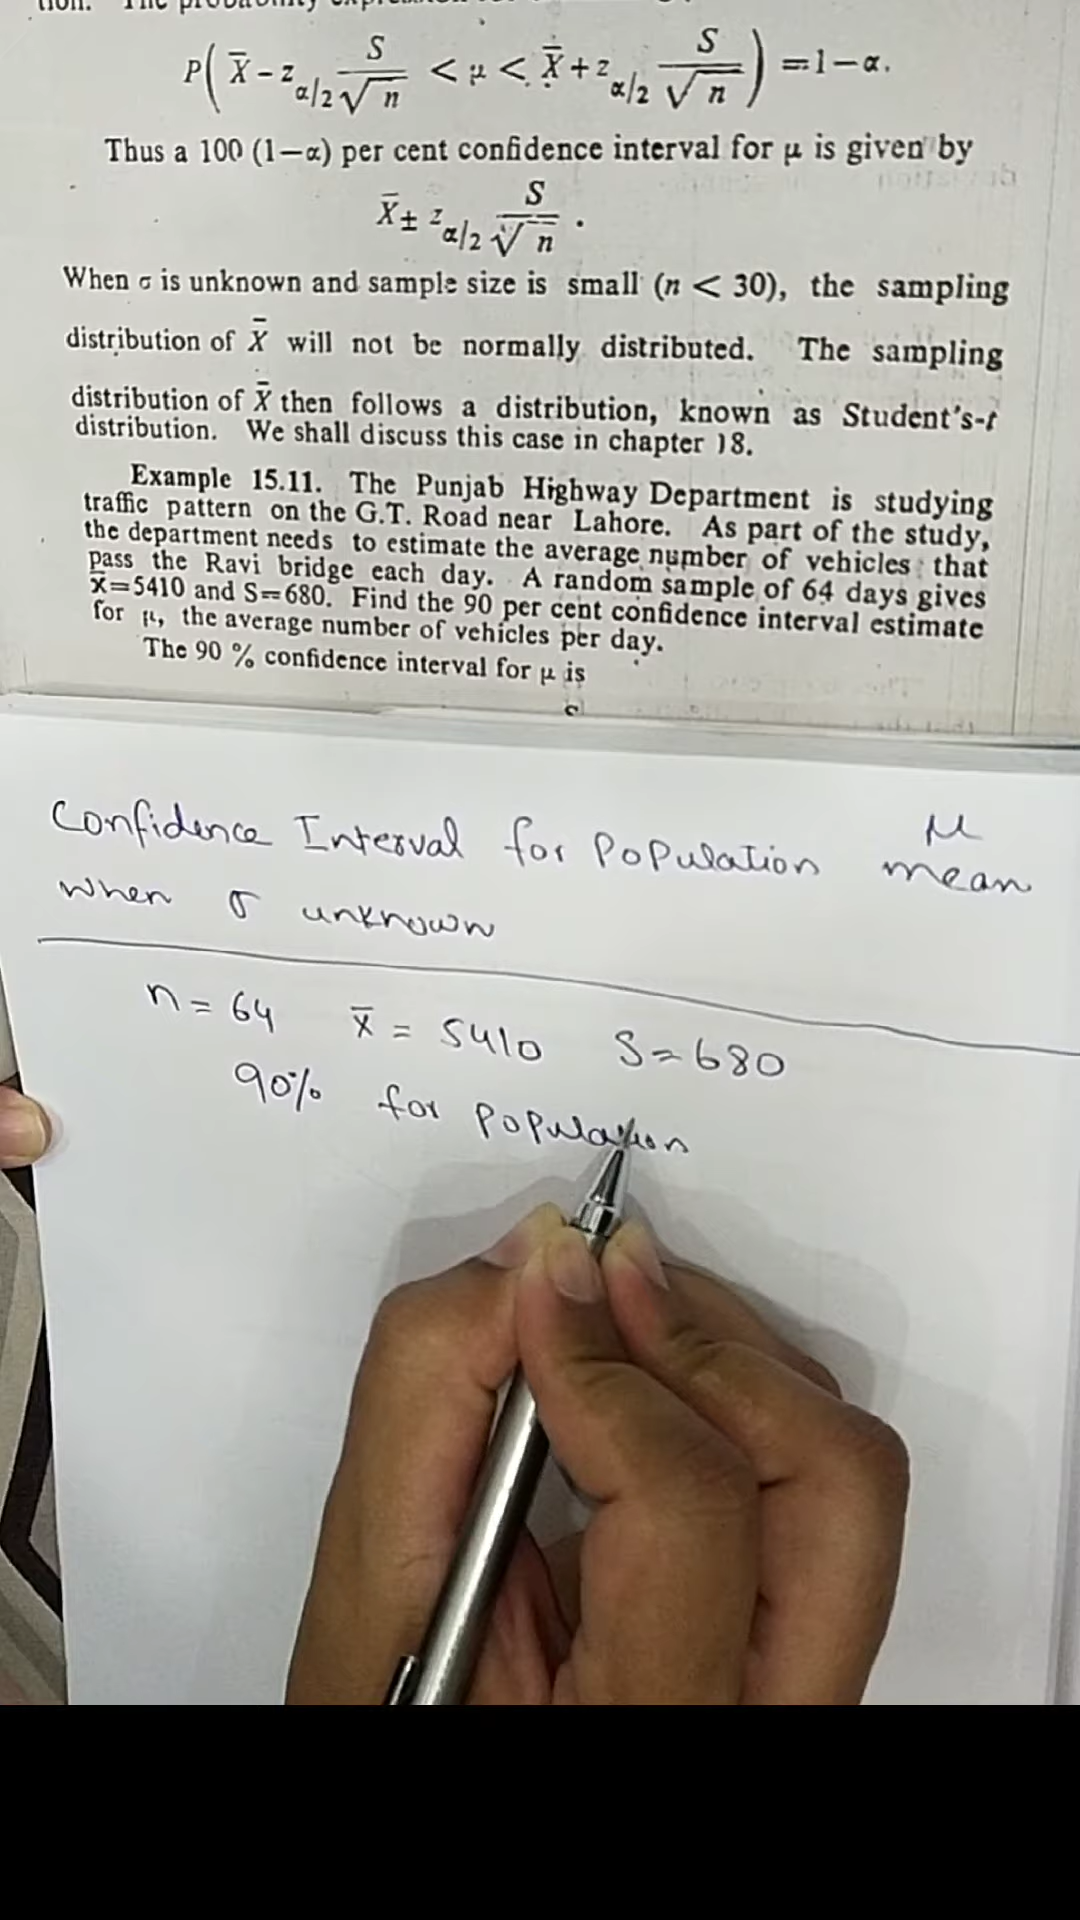 P( X̄ − z α/2 S/√n < μ < X̄ + z α/2 S/√n ) = 1−α.
Thus a 100 (1−α) per cent confidence interval for μ is given by
X̄ ± z α/2 S/√n .
When σ is unknown and sample size is small (n < 30), the sampling
distribution of X̄ will not be normally distributed. The sampling
distribution of X̄ then follows a distribution, known as Student's-t
distribution. We shall discuss this case in chapter 18.
Example 15.11. The Punjab Highway Department is studying
traffic pattern on the G.T. Road near Lahore. As part of the study,
the department needs to estimate the average number of vehicles that
pass the Ravi bridge each day. A random sample of 64 days gives
x̄=5410 and S=680. Find the 90 per cent confidence interval estimate
for μ, the average number of vehicles per day.
The 90 % confidence interval for μ is
Confidence Interval for Population mean μ
when σ unknown
n = 64 x̄ = 5410 S = 680
90% for population